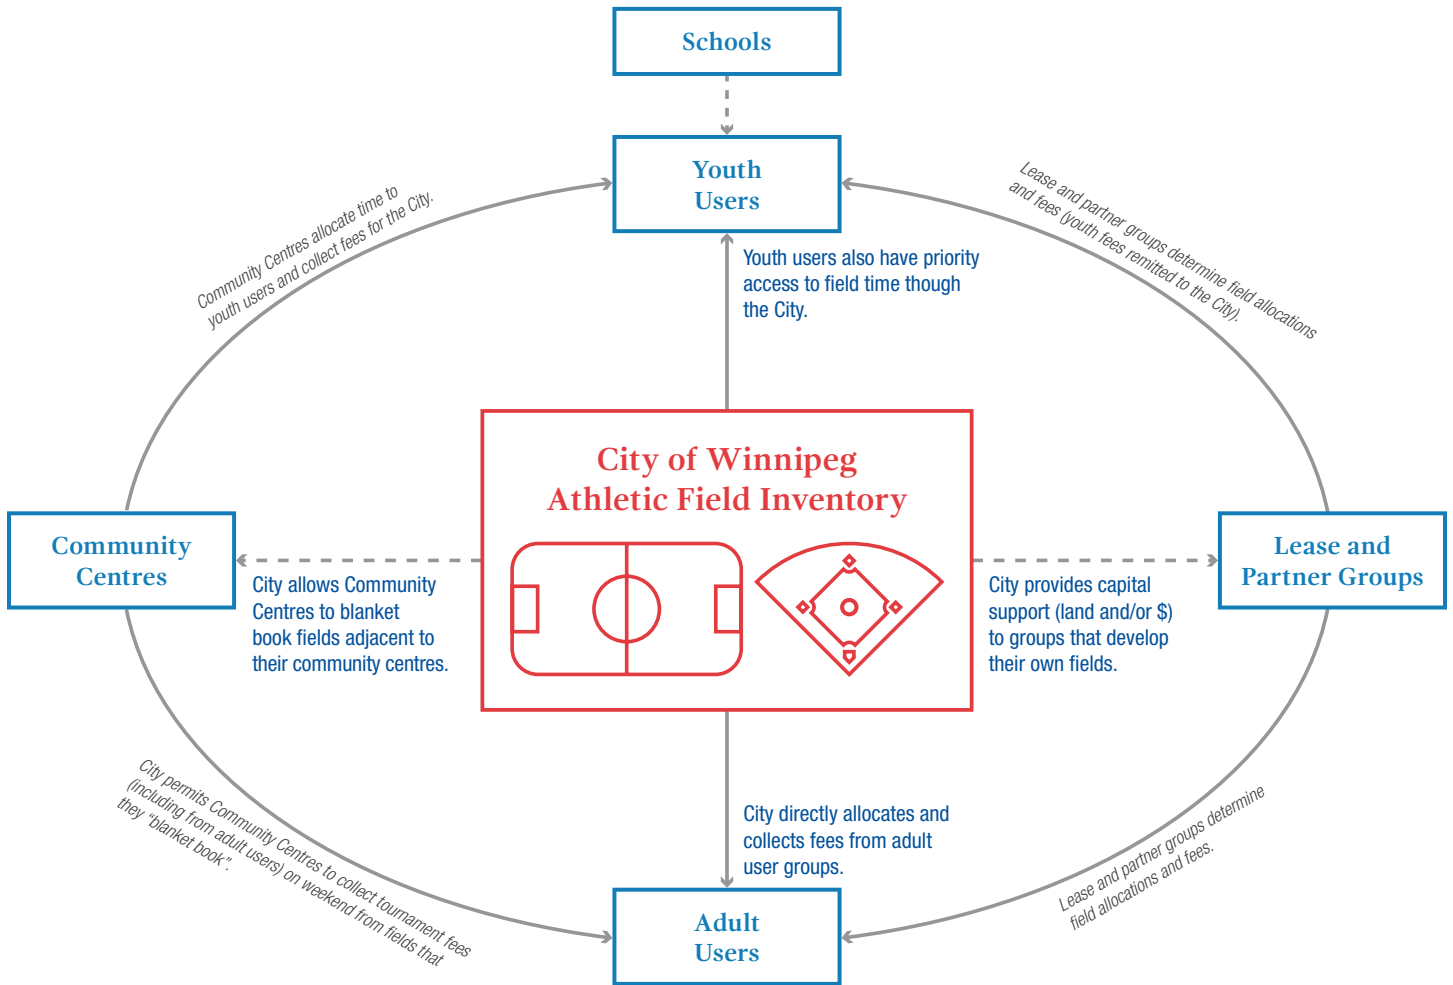 Schools
Youth
Users
Community Centres allocate time to
youth users and collect fees for the City.
Lease and partner groups determine field allocations
and fees (youth fees remitted to the City).
Youth users also have priority
access to field time though
the City.
City of Winnipeg
Athletic Field Inventory
Community
Centres
Lease and
Partner Groups
City allows Community
Centres to blanket
book fields adjacent to
their community centres.
City provides capital
support (land and/or $)
to groups that develop
their own fields.
City permits Community Centres to collect tournament fees
(including from adult users) on weekend from fields that
they "blanket book".
City directly allocates and
collects fees from adult
user groups.
Lease and partner groups determine
field allocations and fees.
Adult
Users